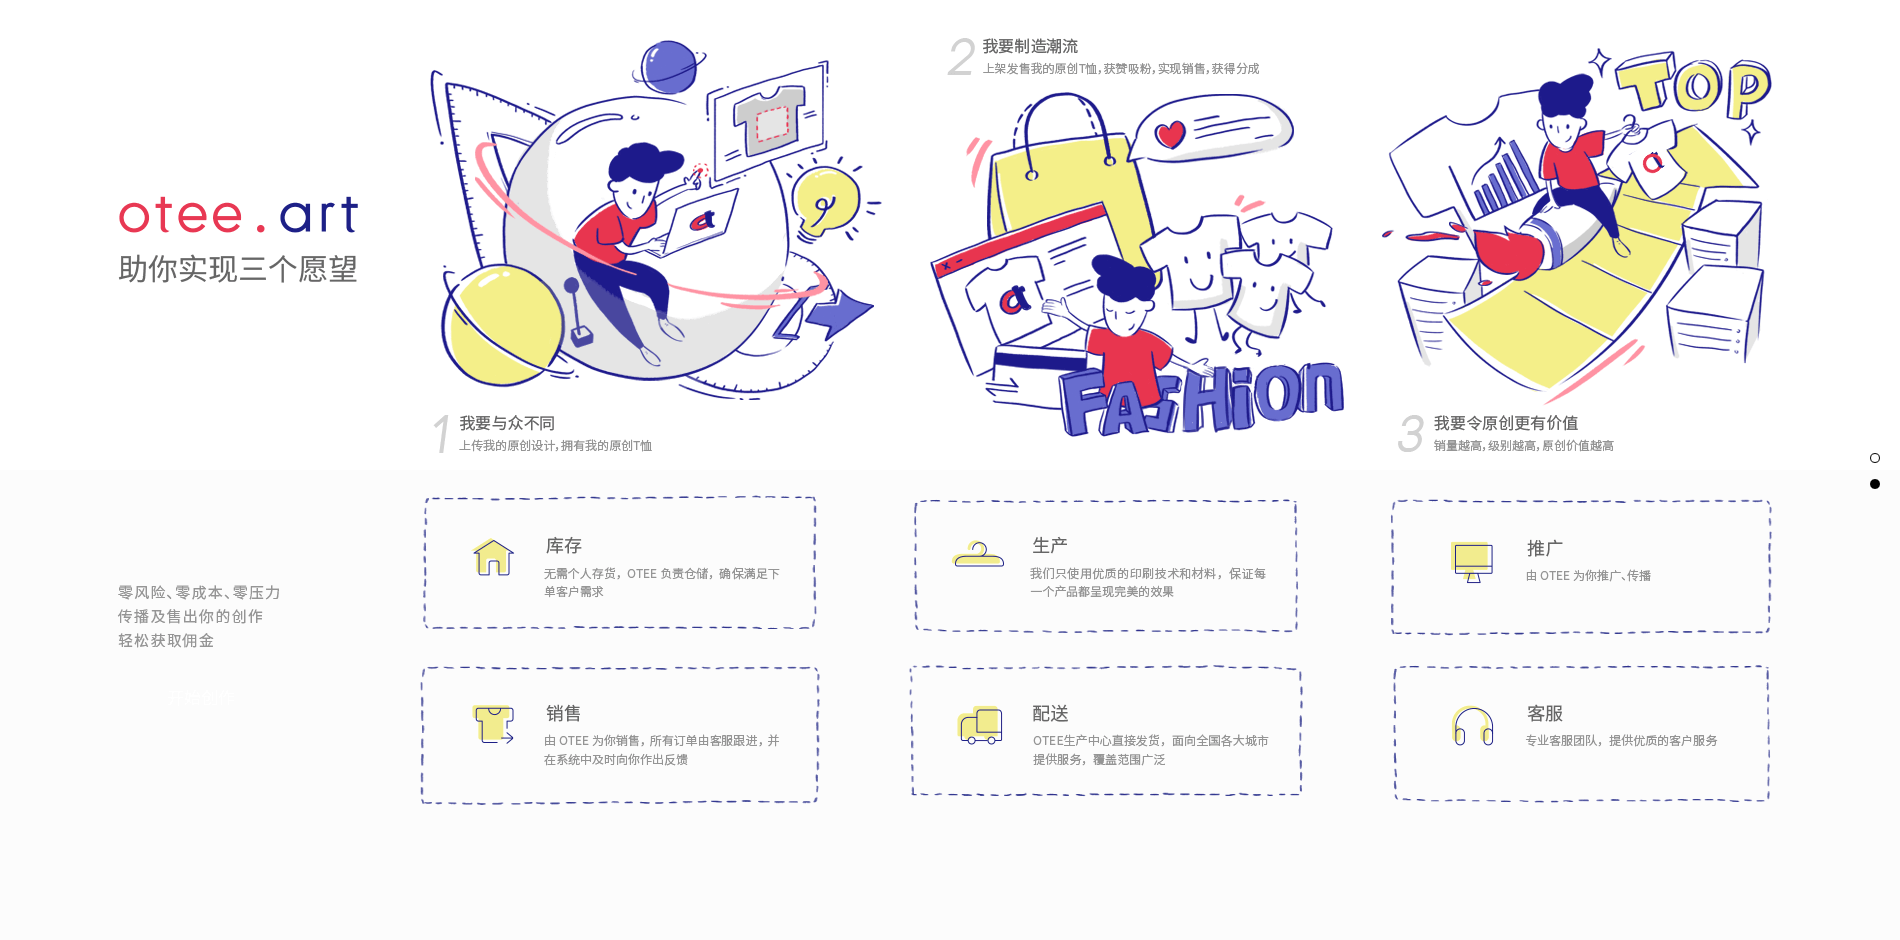 otee.art
助你实现三个愿望
1 我要与众不同
上传我的原创设计,拥有我的原创T恤
2 我要制造潮流
上架发售我的原创T恤,获赞吸粉,实现销售,获得分成
FASHiOn
TOP
3 我要令原创更有价值
销量越高,级别越高,原创价值越高
零风险、零成本、零压力
传播及售出你的创作
轻松获取佣金
库存
无需个人存货，OTEE 负责仓储，确保满足下
单客户需求
生产
我们只使用优质的印刷技术和材料，保证每
一个产品都呈现完美的效果
推广
由 OTEE 为你推广、传播
销售
由 OTEE 为你销售，所有订单由客服跟进，并
在系统中及时向你作出反馈
配送
OTEE生产中心直接发货，面向全国各大城市
提供服务，覆盖范围广泛
客服
专业客服团队，提供优质的客户服务